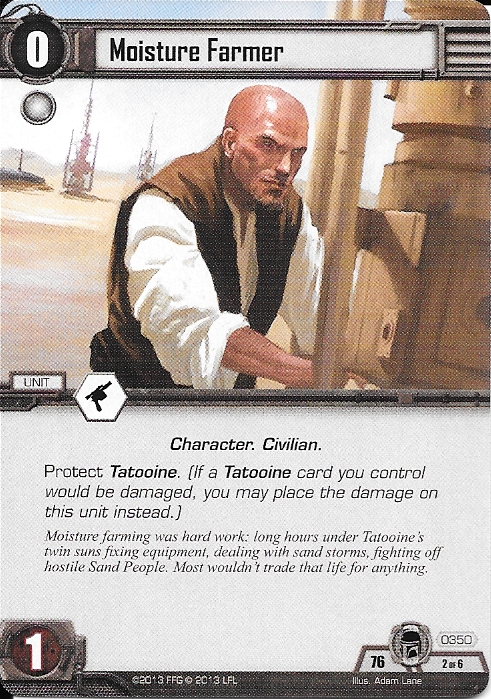 0
Moisture Farmer
UNIT
Character. Civilian.
Protect Tatooine. (If a Tatooine card you control
would be damaged, you may place the damage on
this unit instead.)
Moisture farming was hard work: long hours under Tatooine's
twin suns fixing equipment, dealing with sand storms, fighting off
hostile Sand People. Most wouldn't trade that life for anything.
1
76
0350
2 OF 6
©2013 FFG © 2013 LFL
Illus. Adam Lane